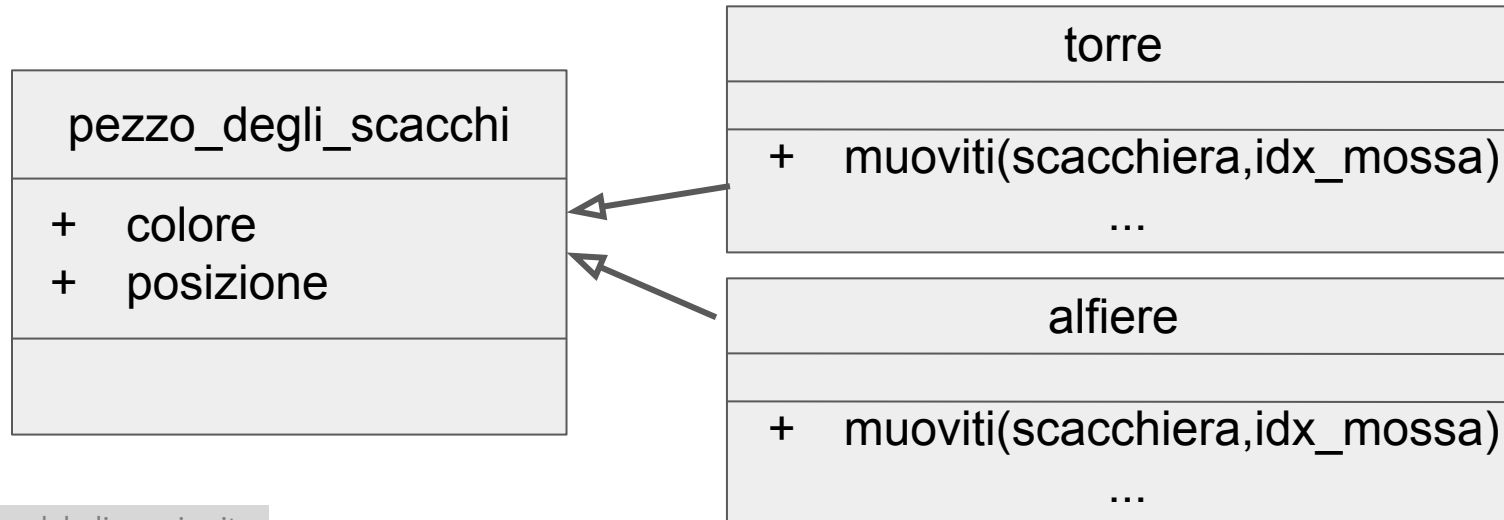 pezzo_degli_scacchi
+ colore
+ posizione
torre
+ muoviti(scacchiera,idx_mossa)
...
alfiere
+ muoviti(scacchiera,idx_mossa)
...